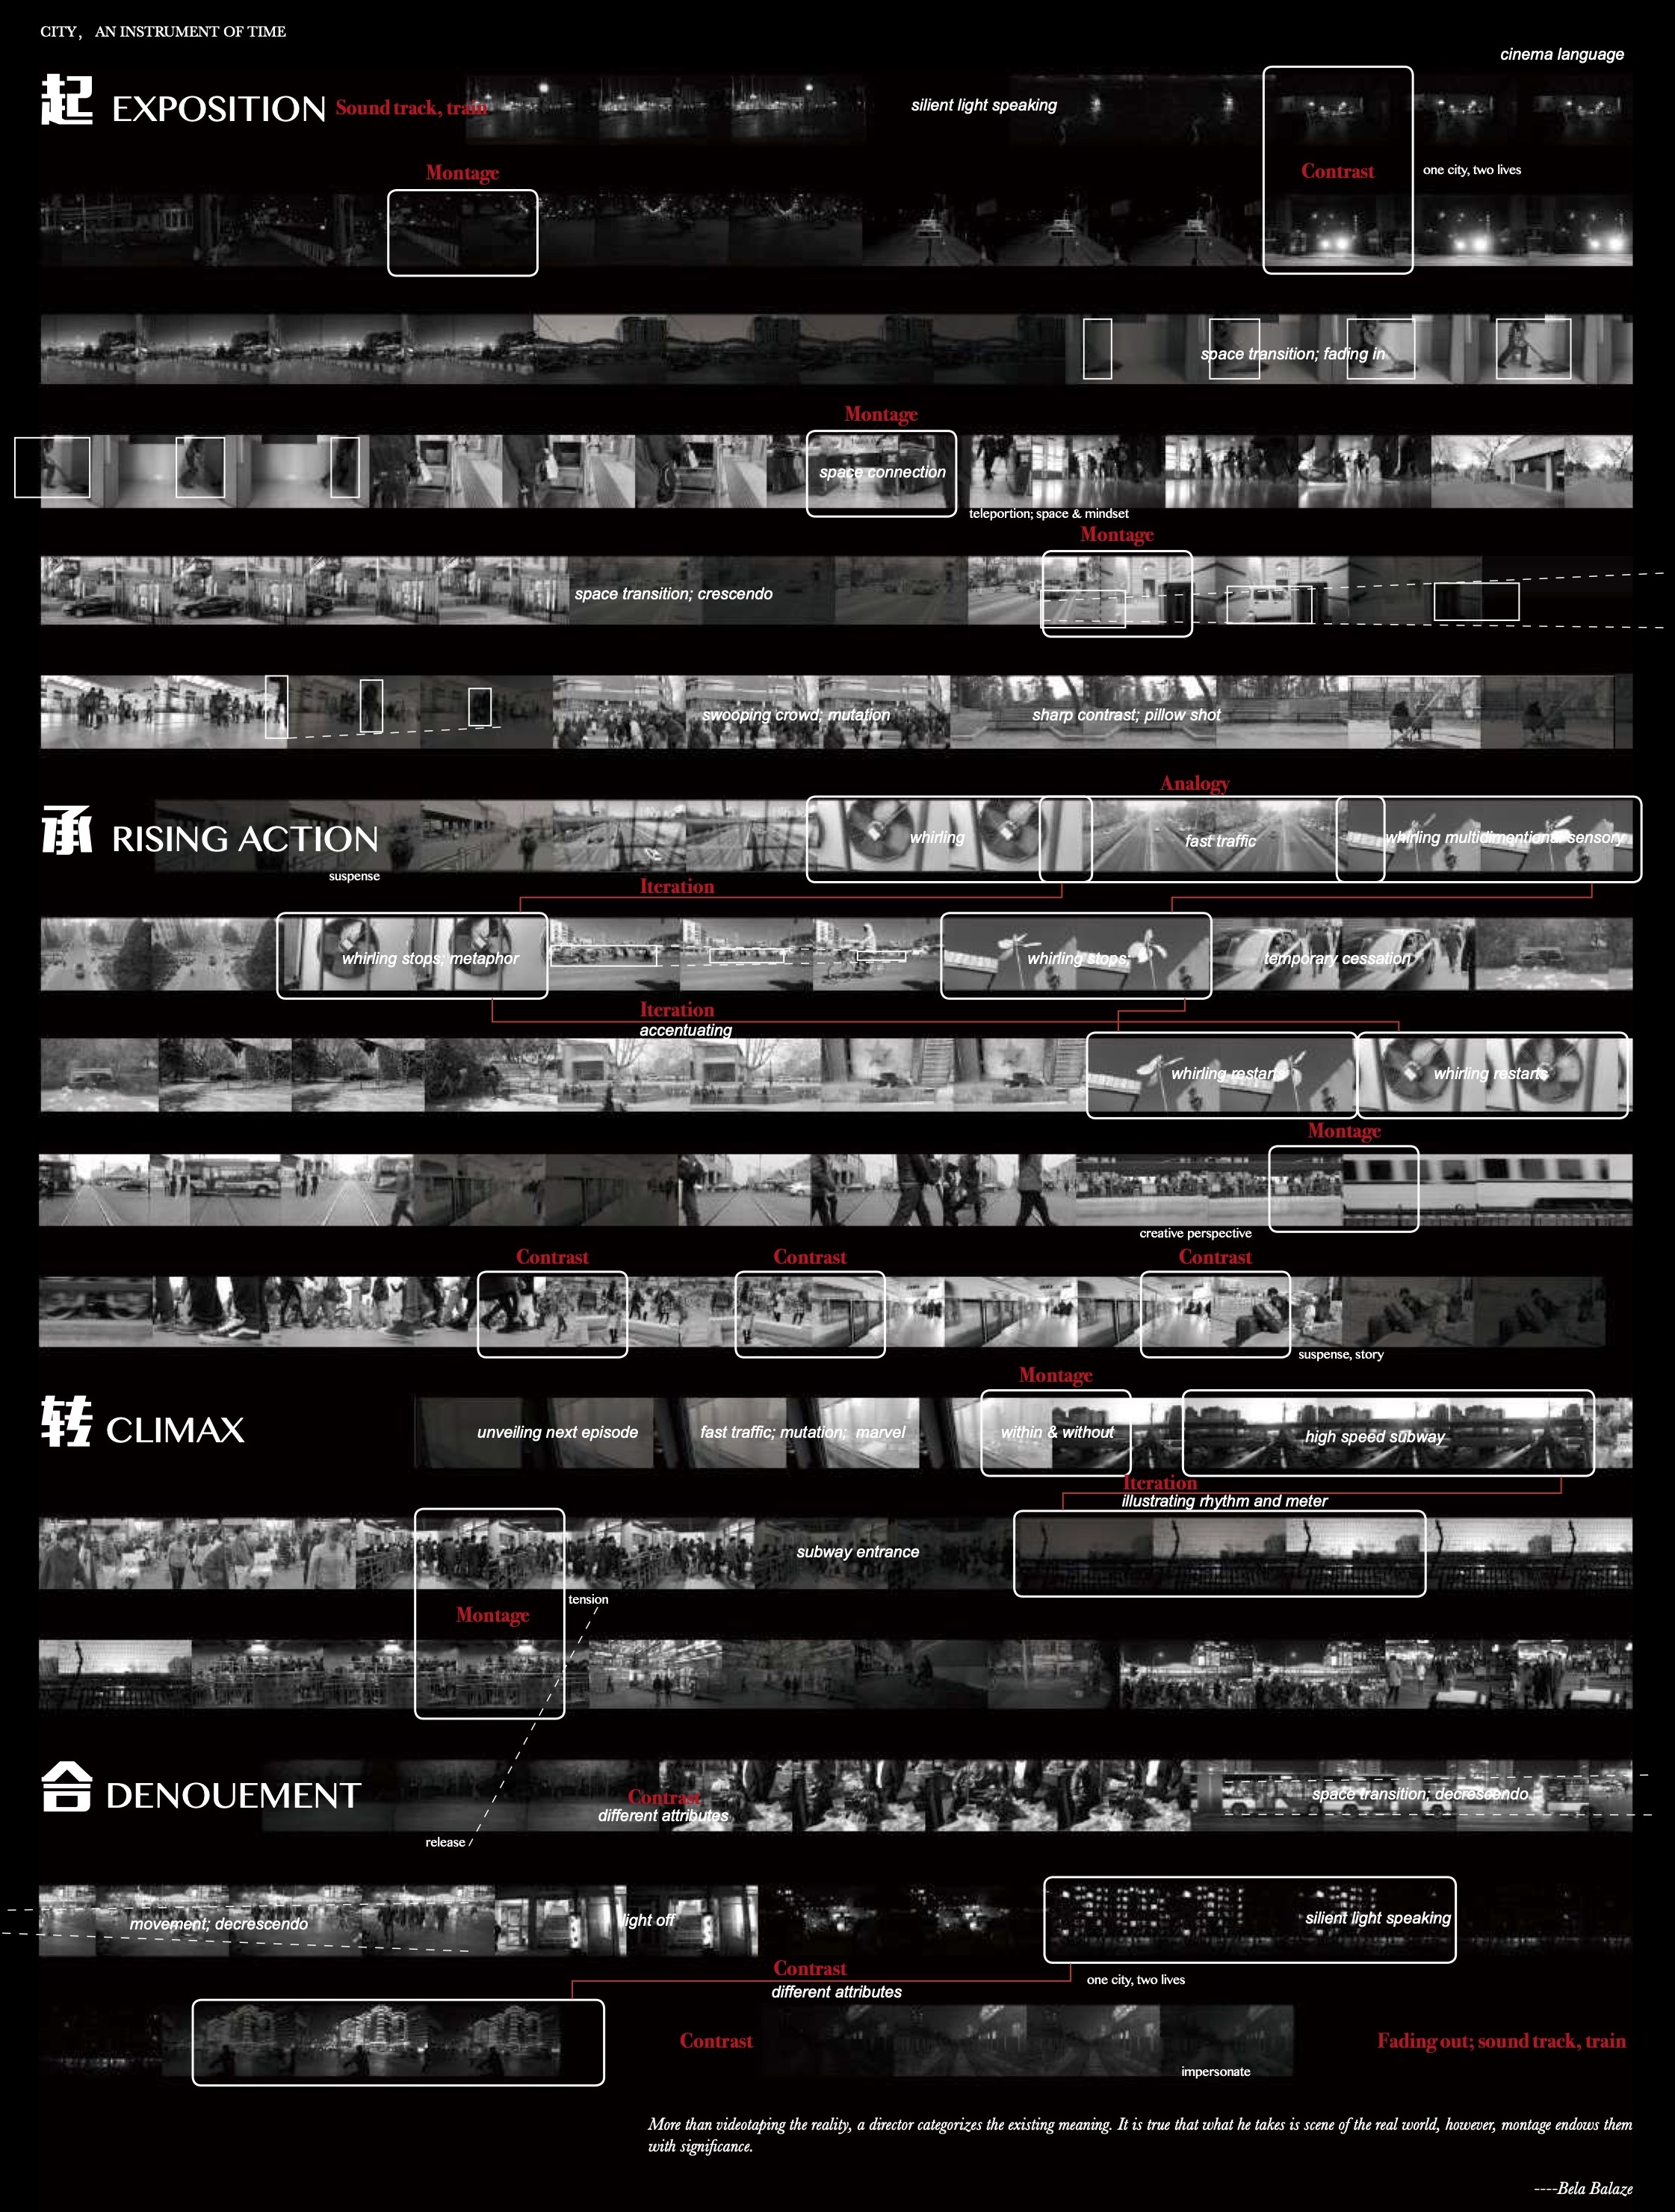 CITY, AN INSTRUMENT OF TIME
cinema language
起 EXPOSITION Sound track, train
silient light speaking
Montage
Contrast
one city, two lives
space transition; fading in
Montage
space connection
teleportion; space & mindset
Montage
space transition; crescendo
swooping crowd; mutation
sharp contrast; pillow shot
Analogy
承 RISING ACTION
whirling
fast traffic
whirling multidimentional sensory
suspense
Iteration
whirling stops; metaphor
whirling stops;
temporary cessation
Iteration
accentuating
whirling restarts
whirling restarts
Montage
creative perspective
Contrast
Contrast
Contrast
suspense, story
Montage
转 CLIMAX
unveiling next episode
fast traffic; mutation; marvel
within & without
high speed subway
Iteration
illustrating rhythm and meter
subway entrance
tension
Montage
合 DENOUEMENT
Contrast
different attributes
space transition; decrescendo
release
movement; decrescendo
light off
silient light speaking
Contrast
different attributes
one city, two lives
Contrast
Fading out; sound track, train
impersonate
More than videotaping the reality, a director categorizes the existing meaning. It is true that what he takes is scene of the real world, however, montage endows them
with significance.
----Bela Balaze